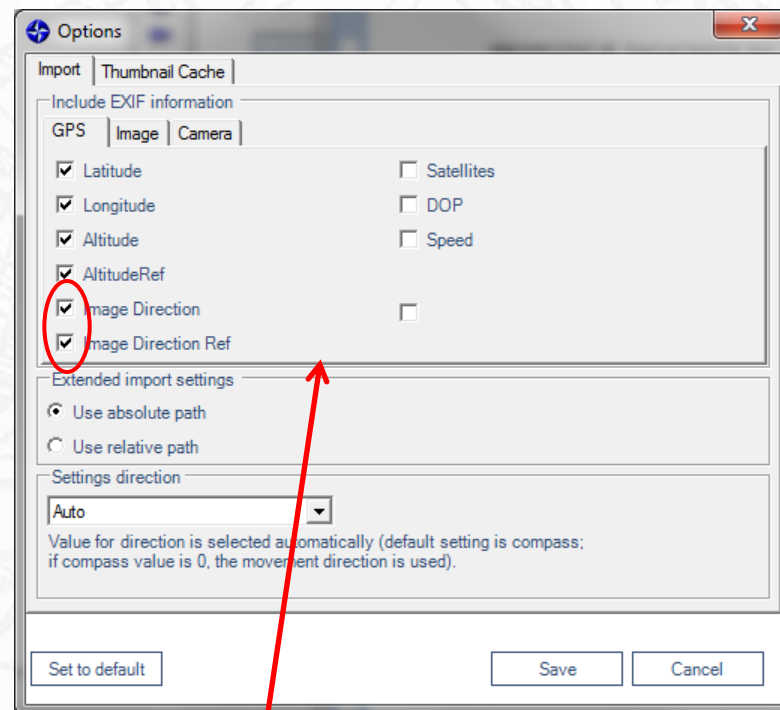 Options
Import Thumbnail Cache
Include EXIF information
GPS Image Camera
Latitude Satellites
Longitude DOP
Altitude Speed
AltitudeRef
Image Direction
Image Direction Ref
Extended import settings
Use absolute path
Use relative path
Settings direction
Auto
Value for direction is selected automatically (default setting is compass;
if compass value is 0, the movement direction is used).
Set to default Save Cancel